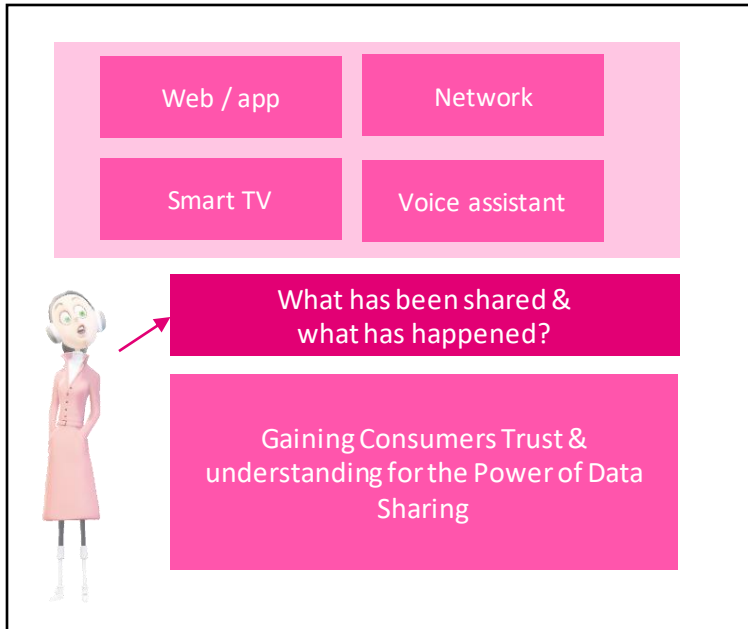 Web / app
Network
Smart TV
Voice assistant
What has been shared &
what has happened?
Gaining Consumers Trust &
understanding for the Power of Data
Sharing